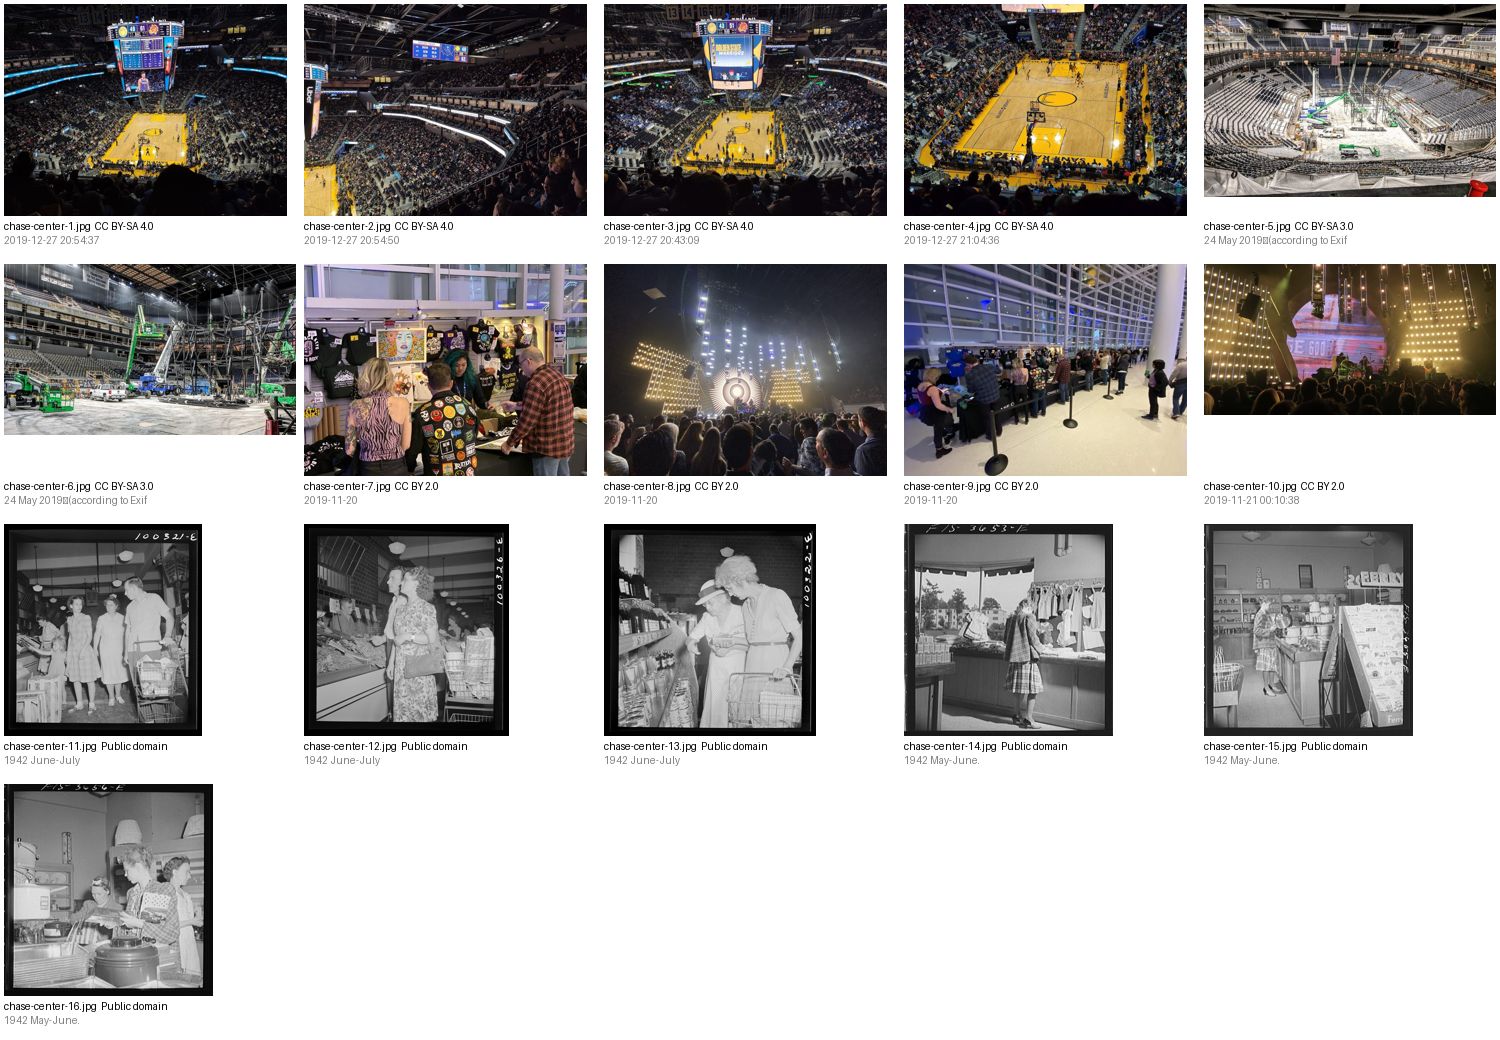 chase-center-1.jpg CC BY-SA 4.0
2019-12-27 20:54:37
chase-center-2.jpg CC BY-SA 4.0
2019-12-27 20:54:50
chase-center-3.jpg CC BY-SA 4.0
2019-12-27 20:43:09
chase-center-4.jpg CC BY-SA 4.0
2019-12-27 21:04:36
chase-center-5.jpg CC BY-SA 3.0
24 May 2019 (according to Exif
chase-center-6.jpg CC BY-SA 3.0
24 May 2019 (according to Exif
chase-center-7.jpg CC BY 2.0
2019-11-20
chase-center-8.jpg CC BY 2.0
2019-11-20
chase-center-9.jpg CC BY 2.0
2019-11-20
chase-center-10.jpg CC BY 2.0
2019-11-21 00:10:38
100321-E
100326-E
100322-E
FIS-3653-E
FERRY
chase-center-11.jpg Public domain
1942 June-July
chase-center-12.jpg Public domain
1942 June-July
chase-center-13.jpg Public domain
1942 June-July
chase-center-14.jpg Public domain
1942 May-June.
chase-center-15.jpg Public domain
1942 May-June.
chase-center-16.jpg Public domain
1942 May-June.